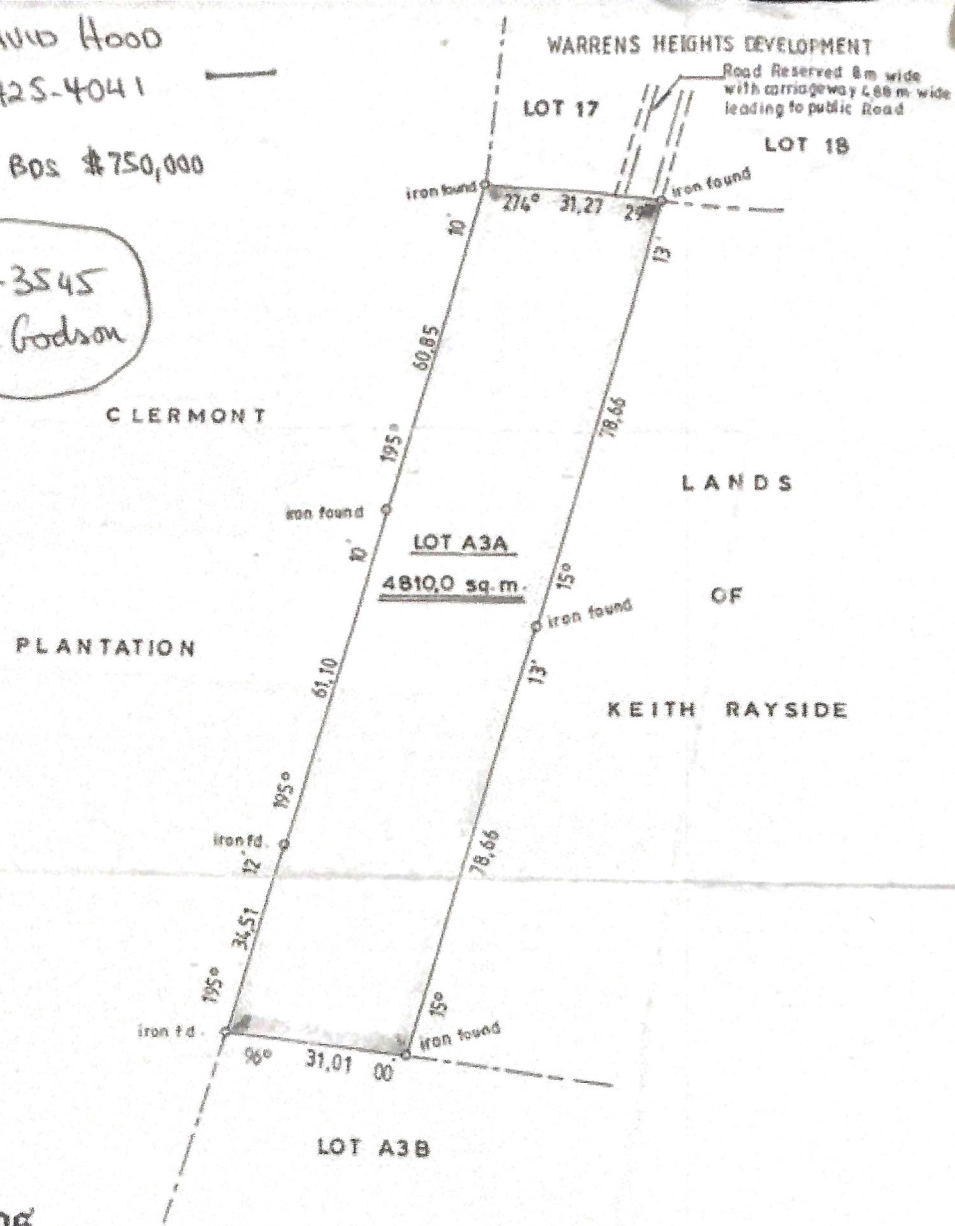 HOOD
425-4041
BDS $750,000
-3545
Godson
WARRENS HEIGHTS DEVELOPMENT
Road Reserved 8m wide
with carriageway 4,88 m wide
leading to public Road
LOT 17
LOT 18
iron found
iron found
274° 31,27 29'
10'
13'
60,85
78,66
CLERMONT
195°
LANDS
iron found
10'
LOT A3A
4810,0 sq.m.
15°
OF
iron found
13'
PLANTATION
61,10
KEITH RAYSIDE
195°
iron fd.
12'
78,66
34,51
195°
15°
iron fd.
iron found
96° 31,01 00'
LOT A3B